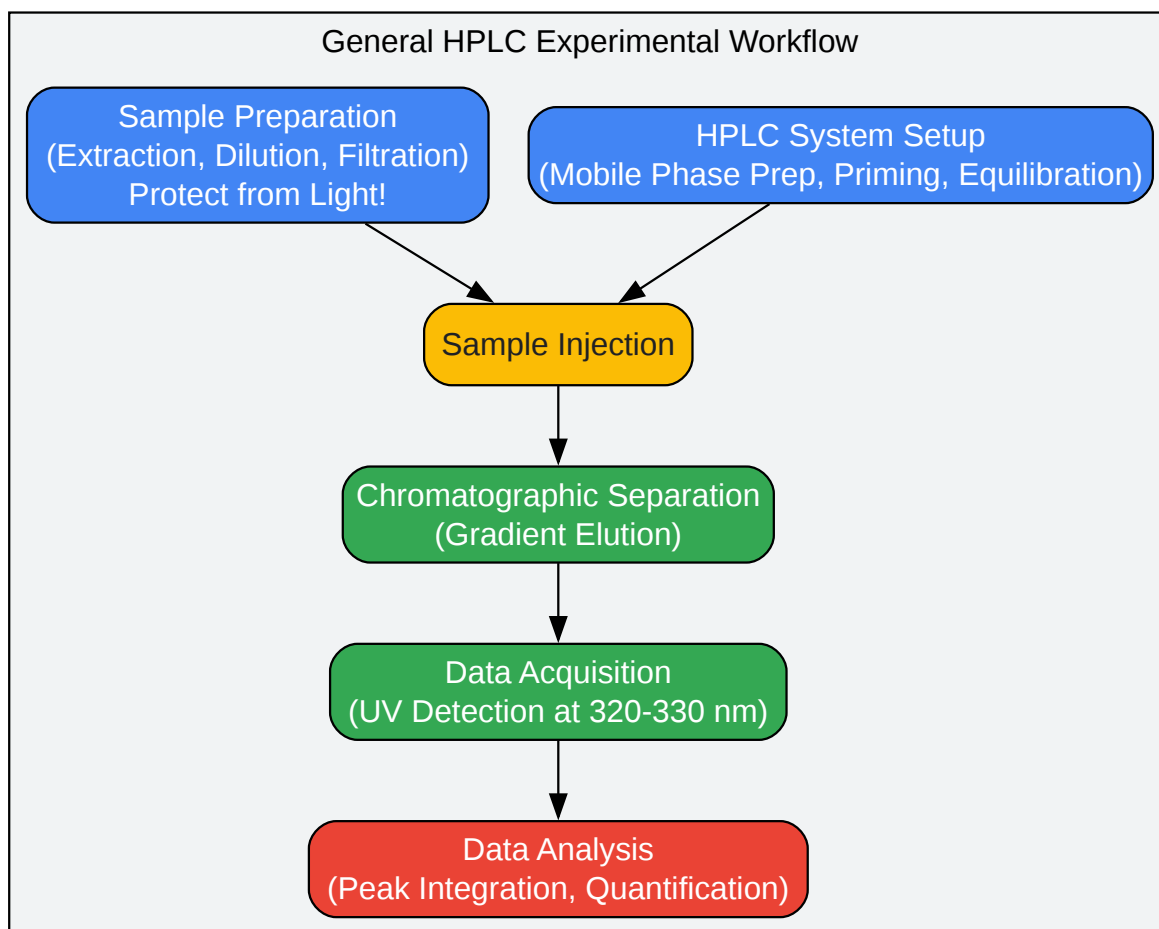 General HPLC Experimental Workflow
Sample Preparation
(Extraction, Dilution, Filtration)
Protect from Light!
HPLC System Setup
(Mobile Phase Prep, Priming, Equilibration)
Sample Injection
Chromatographic Separation
(Gradient Elution)
Data Acquisition
(UV Detection at 320-330 nm)
Data Analysis
(Peak Integration, Quantification)